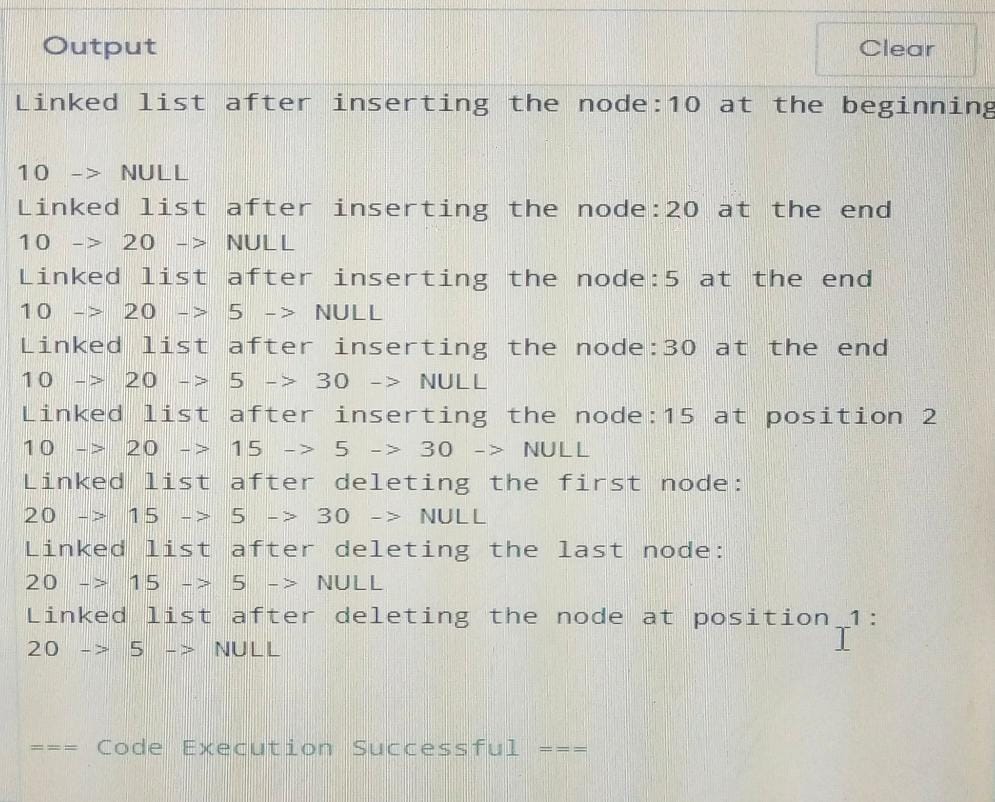 Output
Clear
Linked list after inserting the node:10 at the beginning
10 -> NULL
Linked list after inserting the node:20 at the end
10 -> 20 -> NULL
Linked list after inserting the node:5 at the end
10 -> 20 -> 5 -> NULL
Linked list after inserting the node:30 at the end
10 -> 20 -> 5 -> 30 -> NULL
Linked list after inserting the node:15 at position 2
10 -> 20 -> 15 -> 5 -> 30 -> NULL
Linked list after deleting the first node:
20 -> 15 -> 5 -> 30 -> NULL
Linked list after deleting the last node:
20 -> 15 -> 5 -> NULL
Linked list after deleting the node at position 1:
20 -> 5 -> NULL
=== Code Execution Successful ===